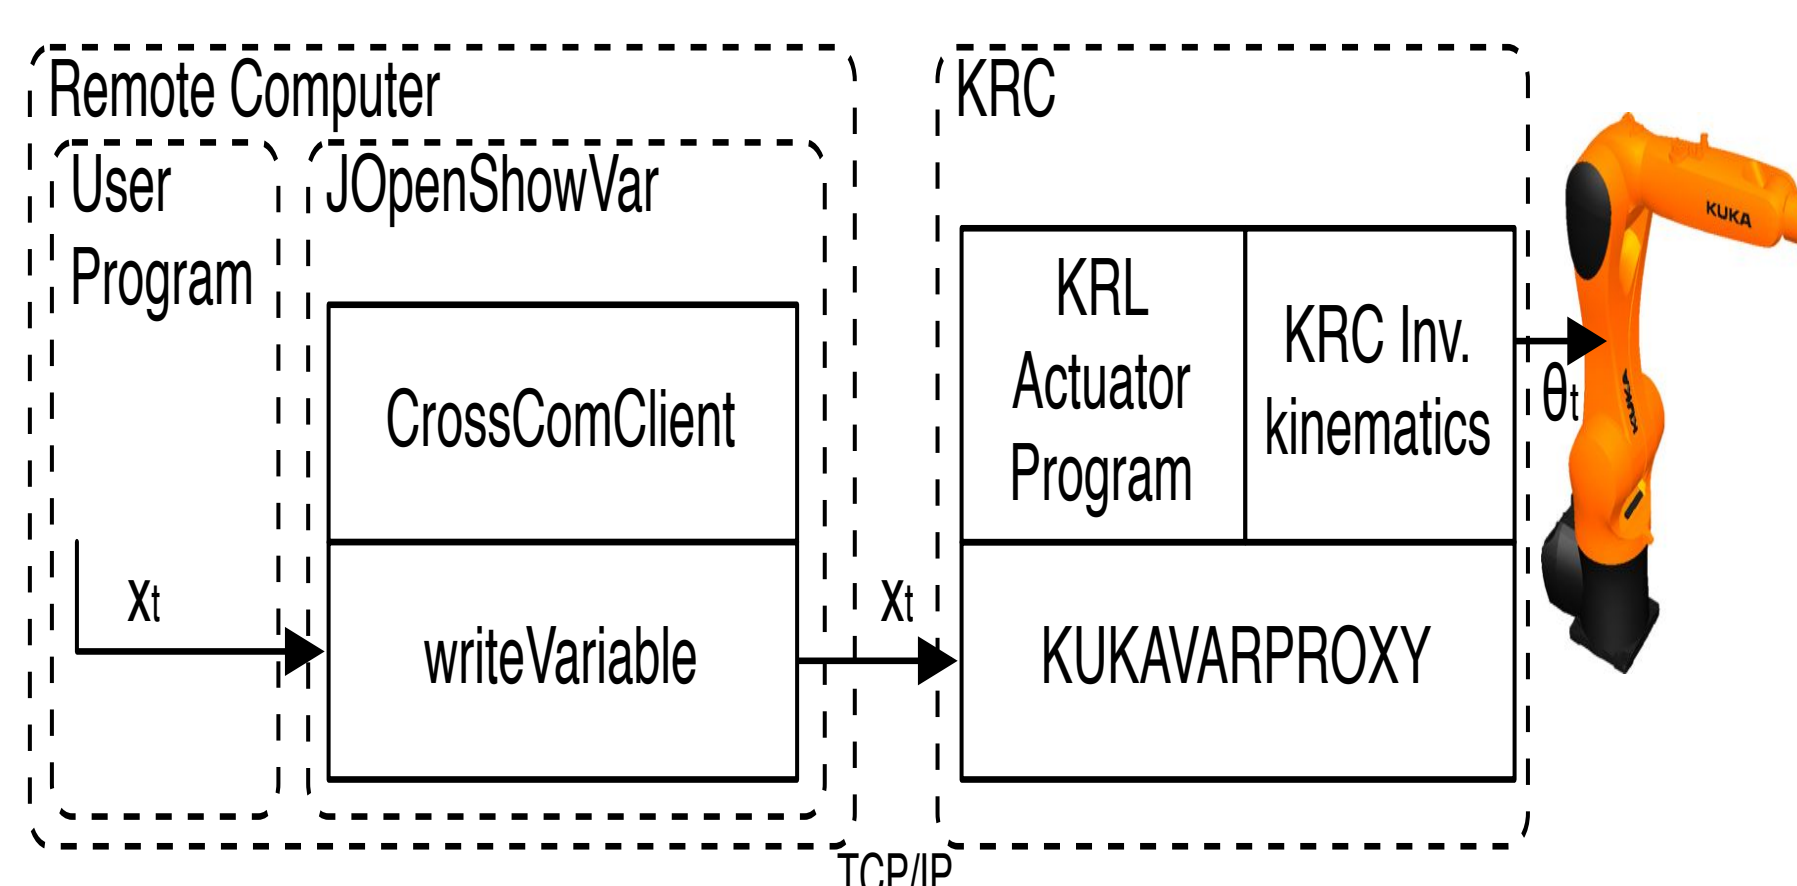 Remote Computer
User
Program
JOpenShowVar
CrossComClient
writeVariable
xt
xt
TCP/IP
KRC
KRL
Actuator
Program
KRC Inv.
kinematics
KUKAVARPROXY
θt
KUKA
KUKA